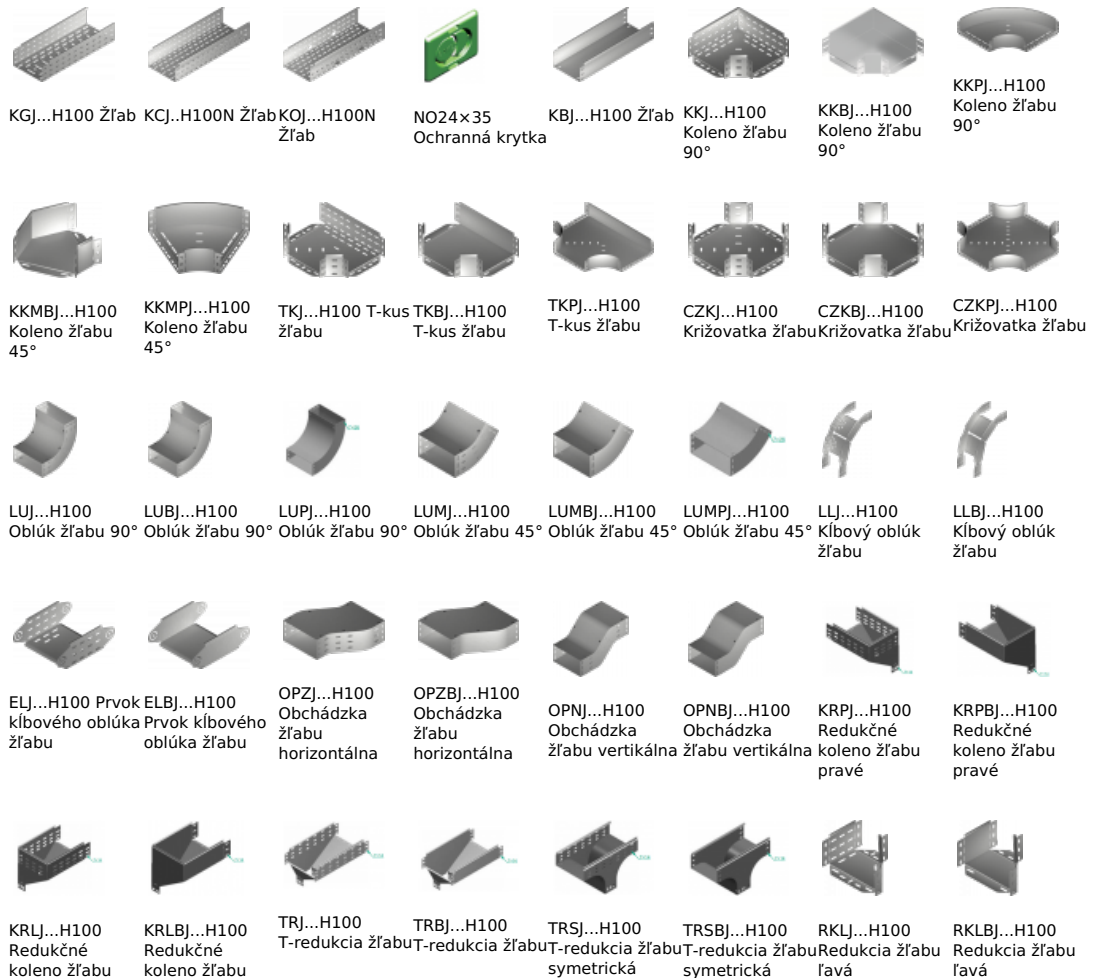 KGJ...H100 Žľab
KCJ..H100N Žľab
KOJ...H100N
Žľab
NO24×35
Ochranná krytka
KBJ...H100 Žľab
KKJ...H100
Koleno žľabu
90°
KKBJ...H100
Koleno žľabu
90°
KKPJ...H100
Koleno žľabu
90°
KKMBJ...H100
Koleno žľabu
45°
KKMPJ...H100
Koleno žľabu
45°
TKJ...H100 T-kus
žľabu
TKBJ...H100
T-kus žľabu
TKPJ...H100
T-kus žľabu
CZKJ...H100
Križovatka žľabu
CZKBJ...H100
Križovatka žľabu
CZKPJ...H100
Križovatka žľabu
LUJ...H100
Oblúk žľabu 90°
LUBJ...H100
Oblúk žľabu 90°
LUPJ...H100
Oblúk žľabu 90°
LUMJ...H100
Oblúk žľabu 45°
LUMBJ...H100
Oblúk žľabu 45°
LUMPJ...H100
Oblúk žľabu 45°
LLJ...H100
Kĺbový oblúk
žľabu
LLBJ...H100
Kĺbový oblúk
žľabu
ELJ...H100 Prvok
kĺbového oblúka
žľabu
ELBJ...H100
Prvok kĺbového
oblúka žľabu
OPZJ...H100
Obchádzka
žľabu
horizontálna
OPZBJ...H100
Obchádzka
žľabu
horizontálna
OPNJ...H100
Obchádzka
žľabu vertikálna
OPNBJ...H100
Obchádzka
žľabu vertikálna
KRPJ...H100
Redukčné
koleno žľabu
pravé
KRPBJ...H100
Redukčné
koleno žľabu
pravé
KRLJ...H100
Redukčné
koleno žľabu
KRLBJ...H100
Redukčné
koleno žľabu
TRJ...H100
T-redukcia žľabu
TRBJ...H100
T-redukcia žľabu
TRSJ...H100
T-redukcia žľabu
symetrická
TRSBJ...H100
T-redukcia žľabu
symetrická
RKLJ...H100
Redukcia žľabu
ľavá
RKLBJ...H100
Redukcia žľabu
ľavá